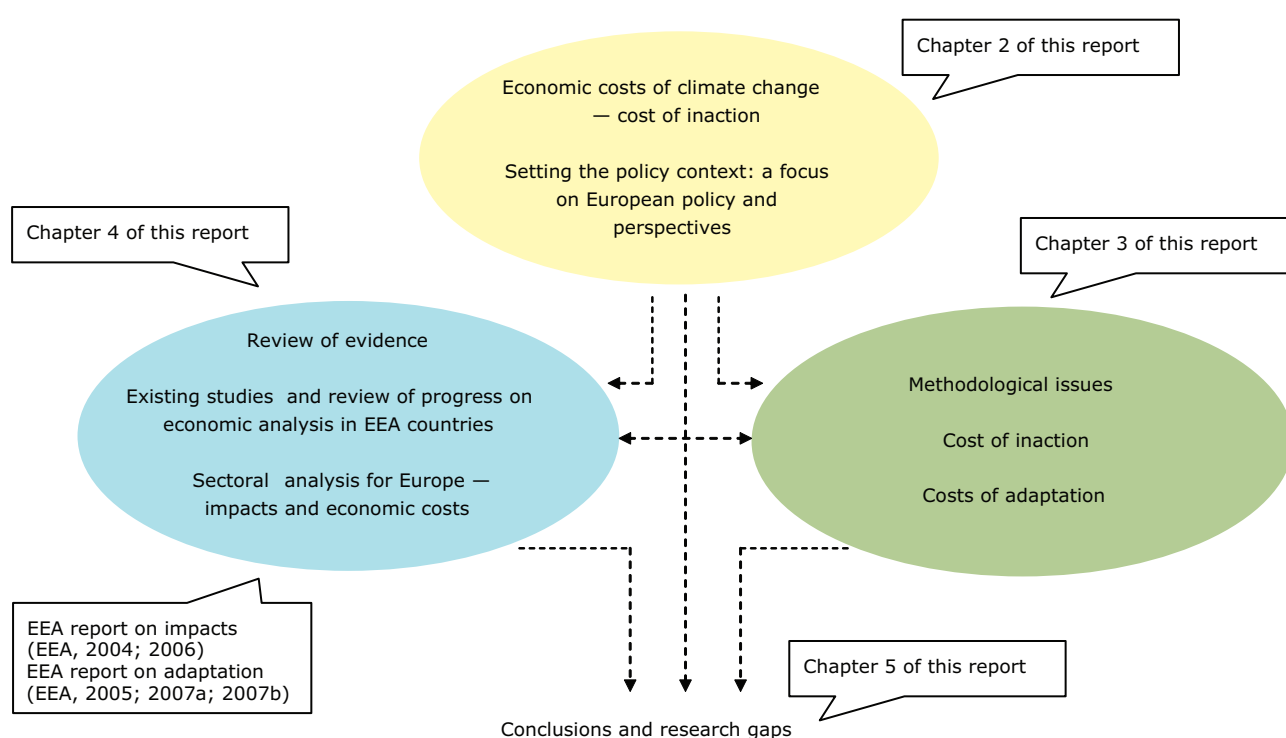 Chapter 2 of this report
Economic costs of climate change
— cost of inaction
Setting the policy context: a focus
on European policy and
perspectives
Chapter 4 of this report
Chapter 3 of this report
Review of evidence
Existing studies and review of progress on
economic analysis in EEA countries
Sectoral analysis for Europe —
impacts and economic costs
Methodological issues
Cost of inaction
Costs of adaptation
EEA report on impacts
(EEA, 2004; 2006)
EEA report on adaptation
(EEA, 2005; 2007a; 2007b)
Chapter 5 of this report
Conclusions and research gaps